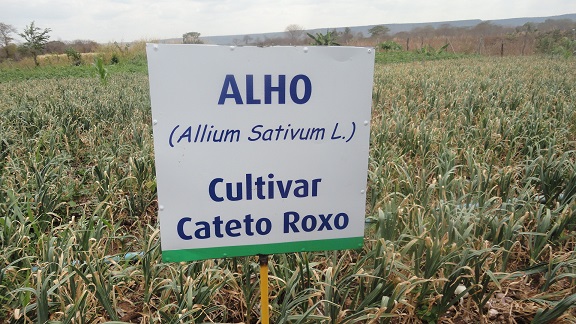 ALHO
(Allium Sativum L.)
Cultivar
Cateto Roxo